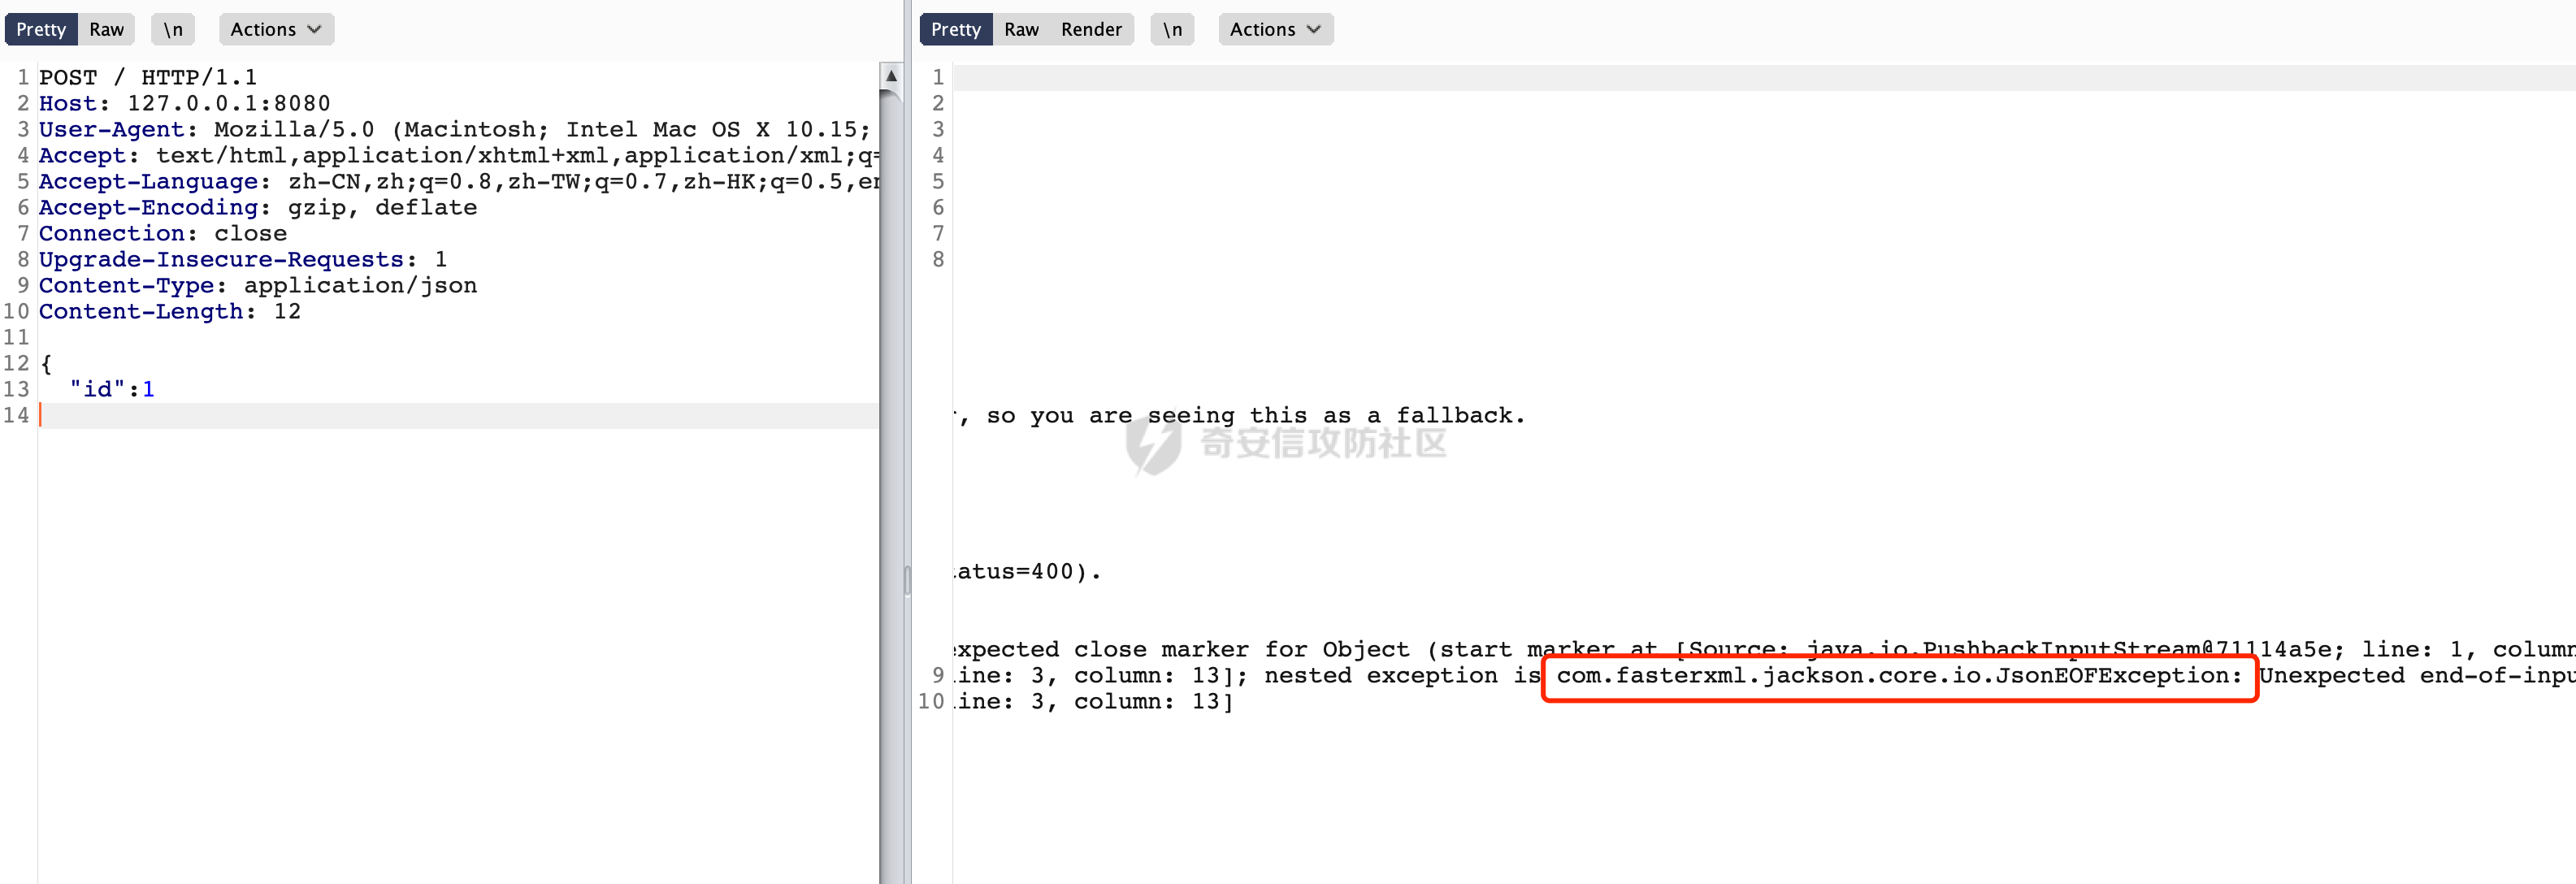 Pretty Raw \n Actions
1 POST / HTTP/1.1
2 Host: 127.0.0.1:8080
3 User-Agent: Mozilla/5.0 (Macintosh; Intel Mac OS X 10.15;
4 Accept: text/html,application/xhtml+xml,application/xml;q=
5 Accept-Language: zh-CN,zh;q=0.8,zh-TW;q=0.7,zh-HK;q=0.5,en
6 Accept-Encoding: gzip, deflate
7 Connection: close
8 Upgrade-Insecure-Requests: 1
9 Content-Type: application/json
10 Content-Length: 12
11
12 {
13 "id":1
14
Pretty Raw Render \n Actions
1
2
3
4
5
6
7
8
, so you are seeing this as a fallback.
奇安信攻防社区
tatus=400).
expected close marker for Object (start marker at [Source: java.io.PushbackInputStream@71114a5e; line: 1, column
9 line: 3, column: 13]; nested exception is com.fasterxml.jackson.core.io.JsonEOFException: Unexpected end-of-inpu
10 line: 3, column: 13]